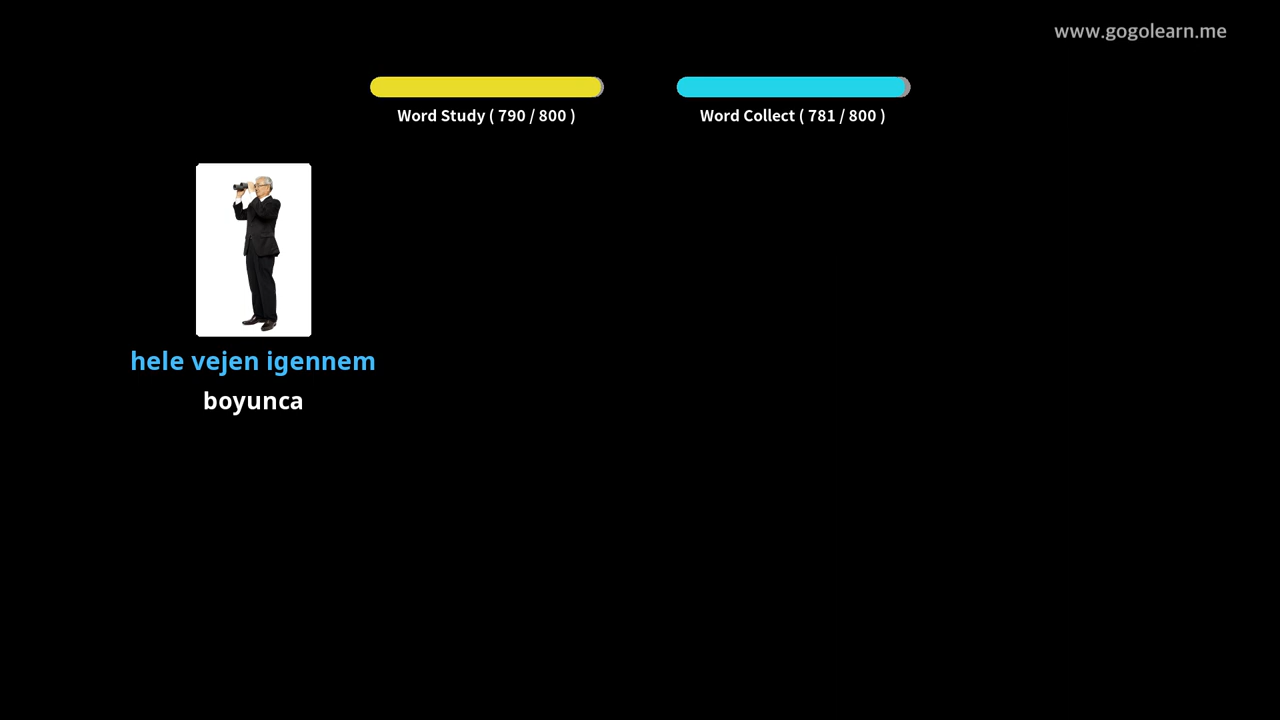 www.gogolearn.me
Word Study ( 790 / 800 )
Word Collect ( 781 / 800 )
hele vejen igennem
boyunca